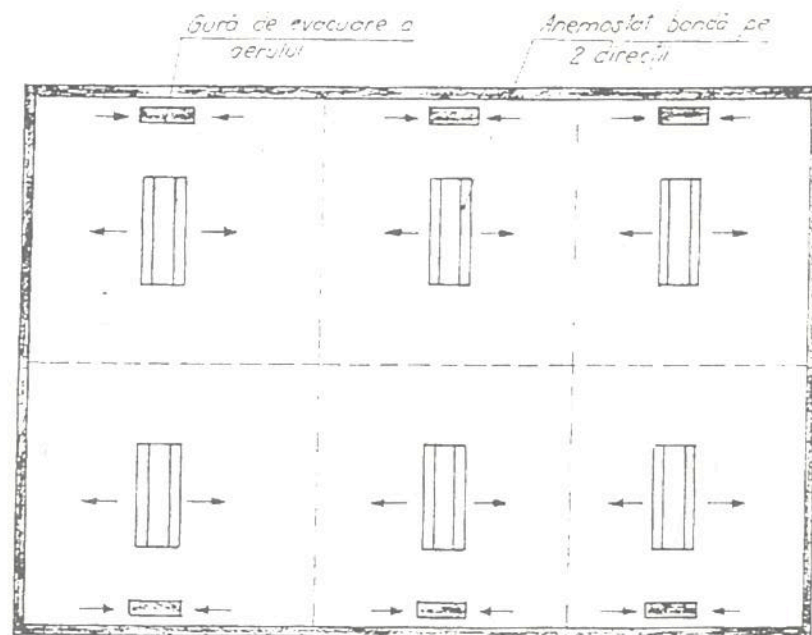 Gură de evacuare a
aerului
Anemostat bandă pe
2 direcții